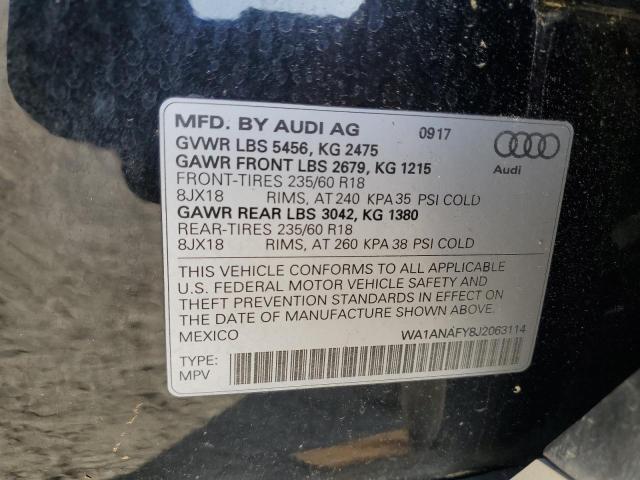 MFD. BY AUDI AG 0917
GVWR LBS 5456, KG 2475
GAWR FRONT LBS 2679, KG 1215
FRONT-TIRES 235/60 R18
8JX18 RIMS, AT 240 KPA 35 PSI COLD
GAWR REAR LBS 3042, KG 1380
REAR-TIRES 235/60 R18
8JX18 RIMS, AT 260 KPA 38 PSI COLD
Audi
THIS VEHICLE CONFORMS TO ALL APPLICABLE
U.S. FEDERAL MOTOR VEHICLE SAFETY AND
THEFT PREVENTION STANDARDS IN EFFECT ON
THE DATE OF MANUFACTURE SHOWN ABOVE.
MEXICO WA1ANAFY8J2063114
TYPE:
MPV